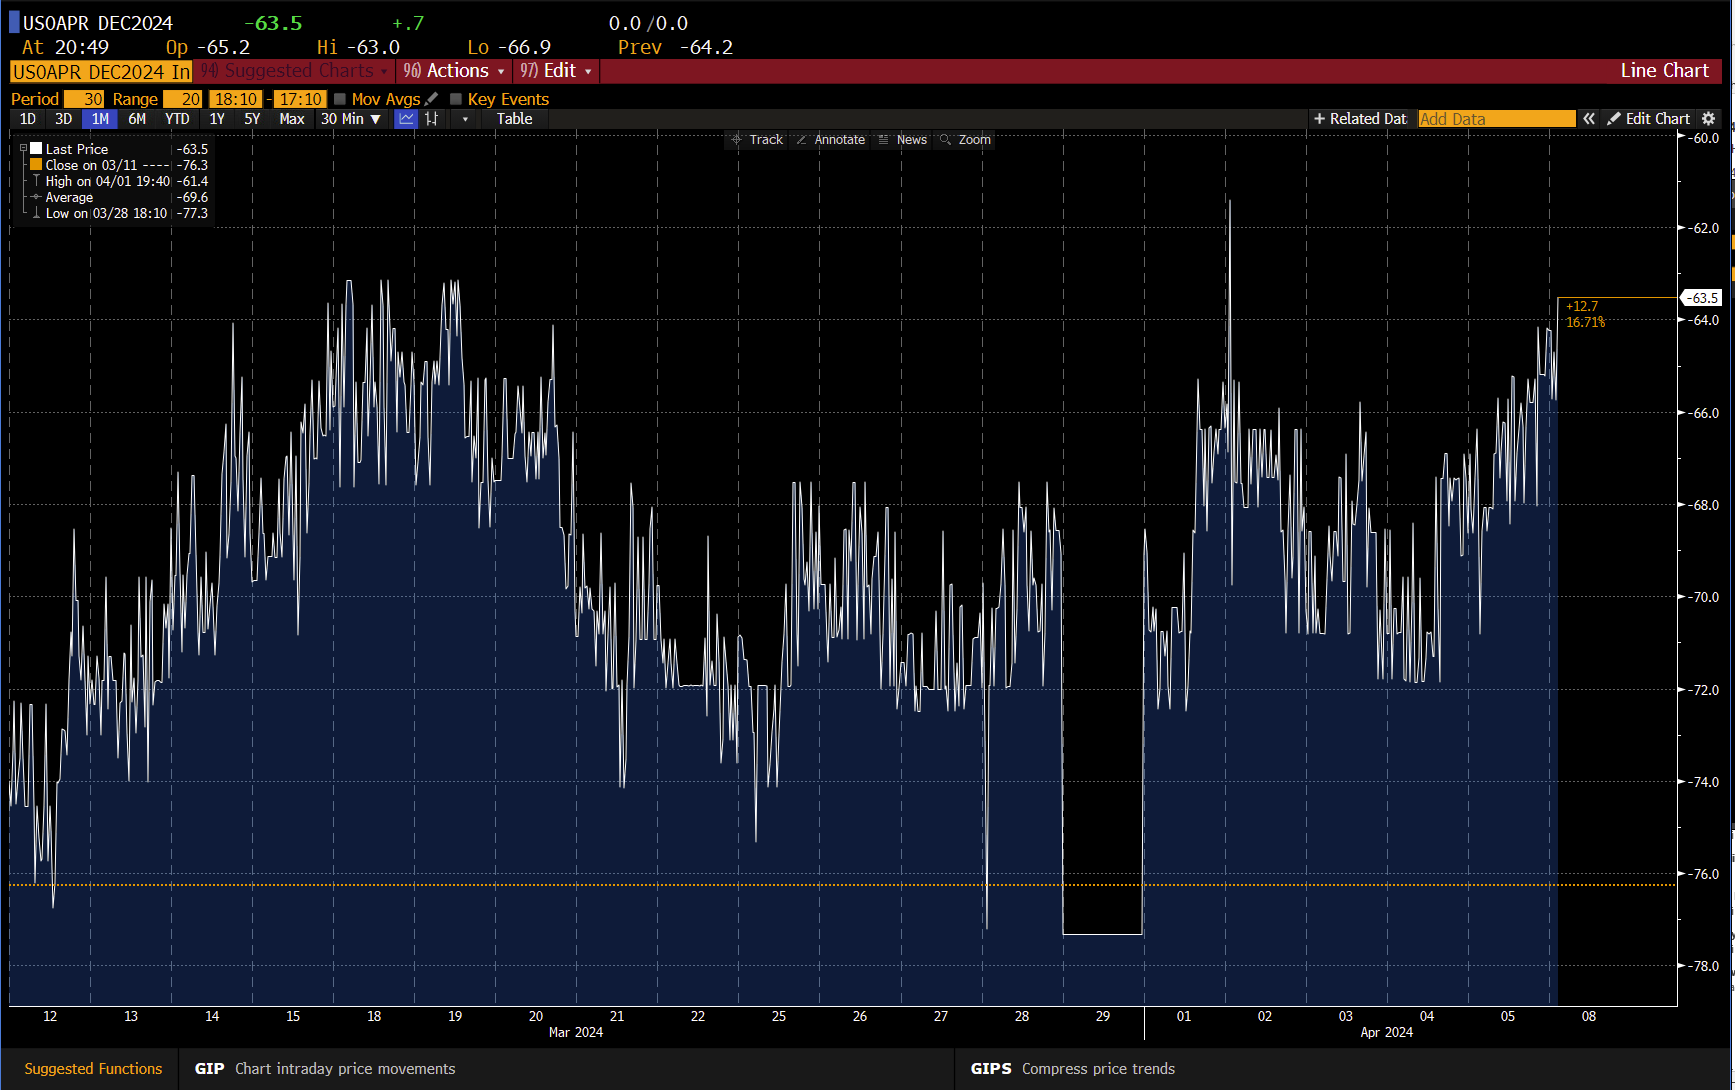 US0APR DEC2024 -63.5 +.7 0.0 /0.0
At 20:49 Op -65.2 Hi -63.0 Lo -66.9 Prev -64.2
US0APR DEC2024 In 94) Suggested Charts 96) Actions 97) Edit Line Chart
Period 30 Range 20 18:10 - 17:10 Mov Avgs Key Events
1D 3D 1M 6M YTD 1Y 5Y Max 30 Min ▼ Table + Related Dat Add Data « Edit Chart
Track Annotate News Zoom
Last Price -63.5
Close on 03/11 ---- -76.3
High on 04/01 19:40 -61.4
Average -69.6
Low on 03/28 18:10 -77.3
-60.0
-62.0
-63.5
+12.7
16.71%
-64.0
-66.0
-68.0
-70.0
-72.0
-74.0
-76.0
-78.0
12 13 14 15 18 19 20 21 22 25 26 27 28 29 01 02 03 04 05 08
Mar 2024 Apr 2024
Suggested Functions GIP Chart intraday price movements GIPS Compress price trends